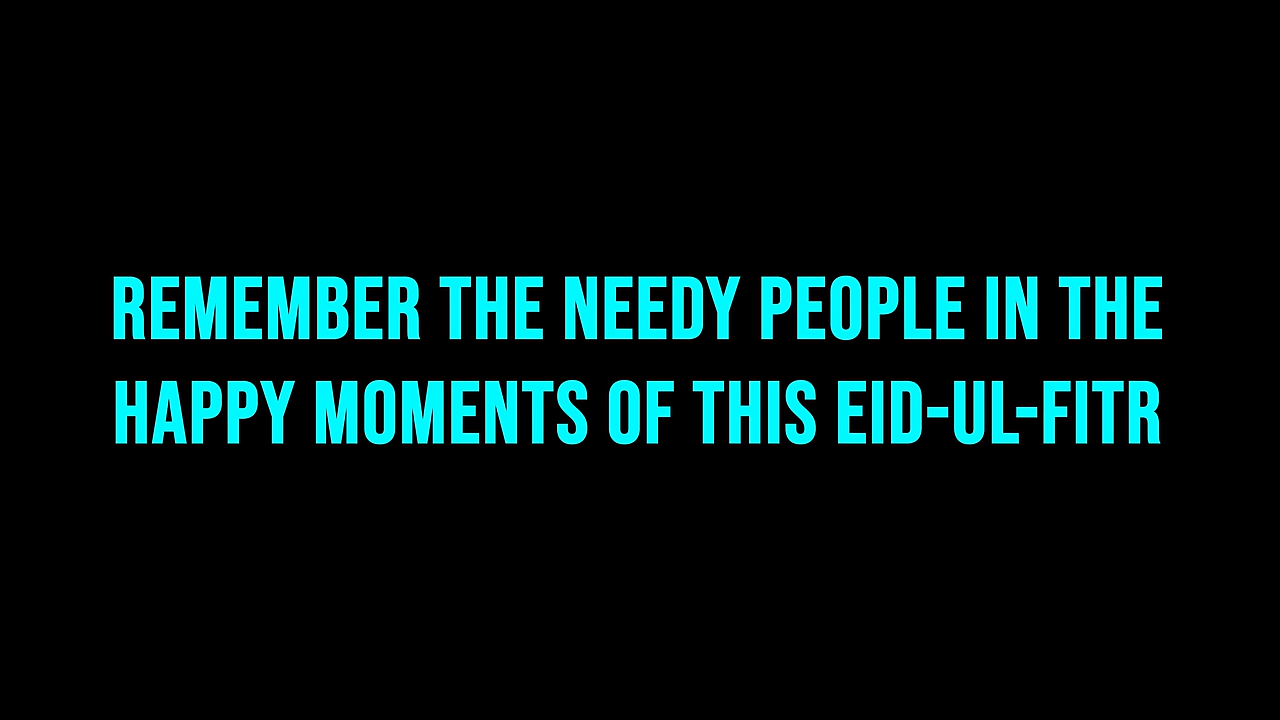 REMEMBER THE NEEDY PEOPLE IN THE
HAPPY MOMENTS OF THIS EID-UL-FITR